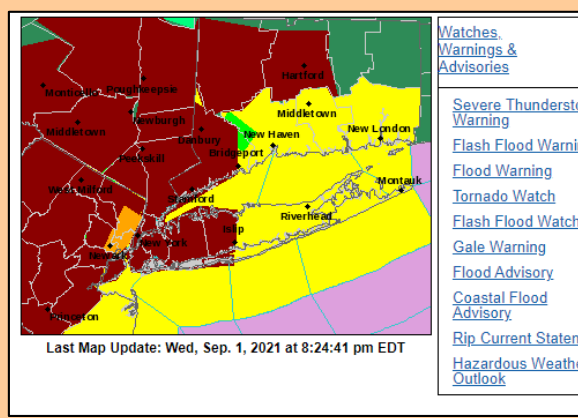 Hartford
Monticello Poughkeepsie
Middletown
Newburgh
Middletown
Danbury
New Haven
New London
Peekskill
Bridgeport
West Milford
Montauk
Stamford
Riverhead
Islip
New York
Newark
Princeton
Last Map Update: Wed, Sep. 1, 2021 at 8:24:41 pm EDT
Watches,
Warnings &
Advisories
Severe Thundersto
Warning
Flash Flood Warnin
Flood Warning
Tornado Watch
Flash Flood Watch
Gale Warning
Flood Advisory
Coastal Flood
Advisory
Rip Current Staten
Hazardous Weathe
Outlook